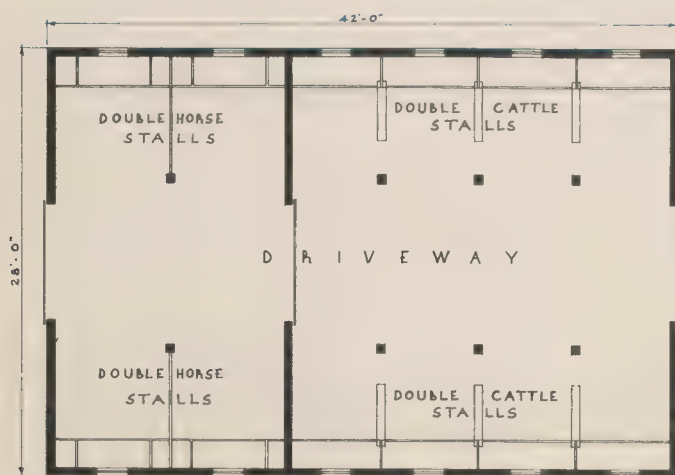 42'-0"
DOUBLE HORSE
STALLS
DOUBLE CATTLE
STALLS
28'-0"
DRIVEWAY
DOUBLE HORSE
STALLS
DOUBLE CATTLE
STALLS